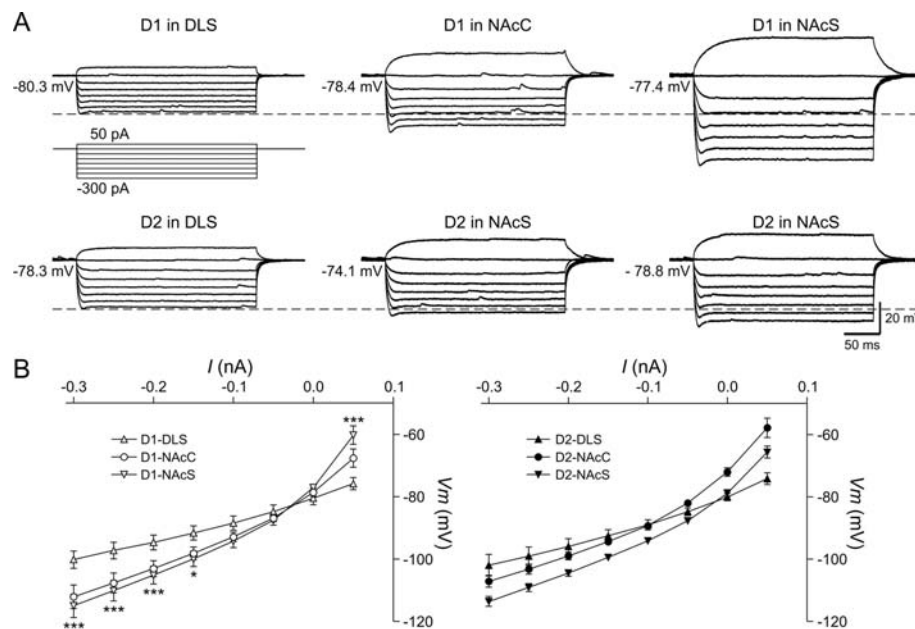 A
D1 in DLS
D1 in NAcC
D1 in NAcS
-80.3 mV
-78.4 mV
-77.4 mV
50 pA
-300 pA
D2 in DLS
D2 in NAcS
D2 in NAcS
-78.3 mV
-74.1 mV
- 78.8 mV
20 mV
50 ms
B
I (nA)
-0.3 -0.2 -0.1 0.0 0.1
***
D1-DLS
D1-NAcC
D1-NAcS
-60
-80
-100
-120
Vm (mV)
*** *** *** *
I (nA)
-0.3 -0.2 -0.1 0.0 0.1
D2-DLS
D2-NAcC
D2-NAcS
-60
-80
-100
-120
Vm (mV)